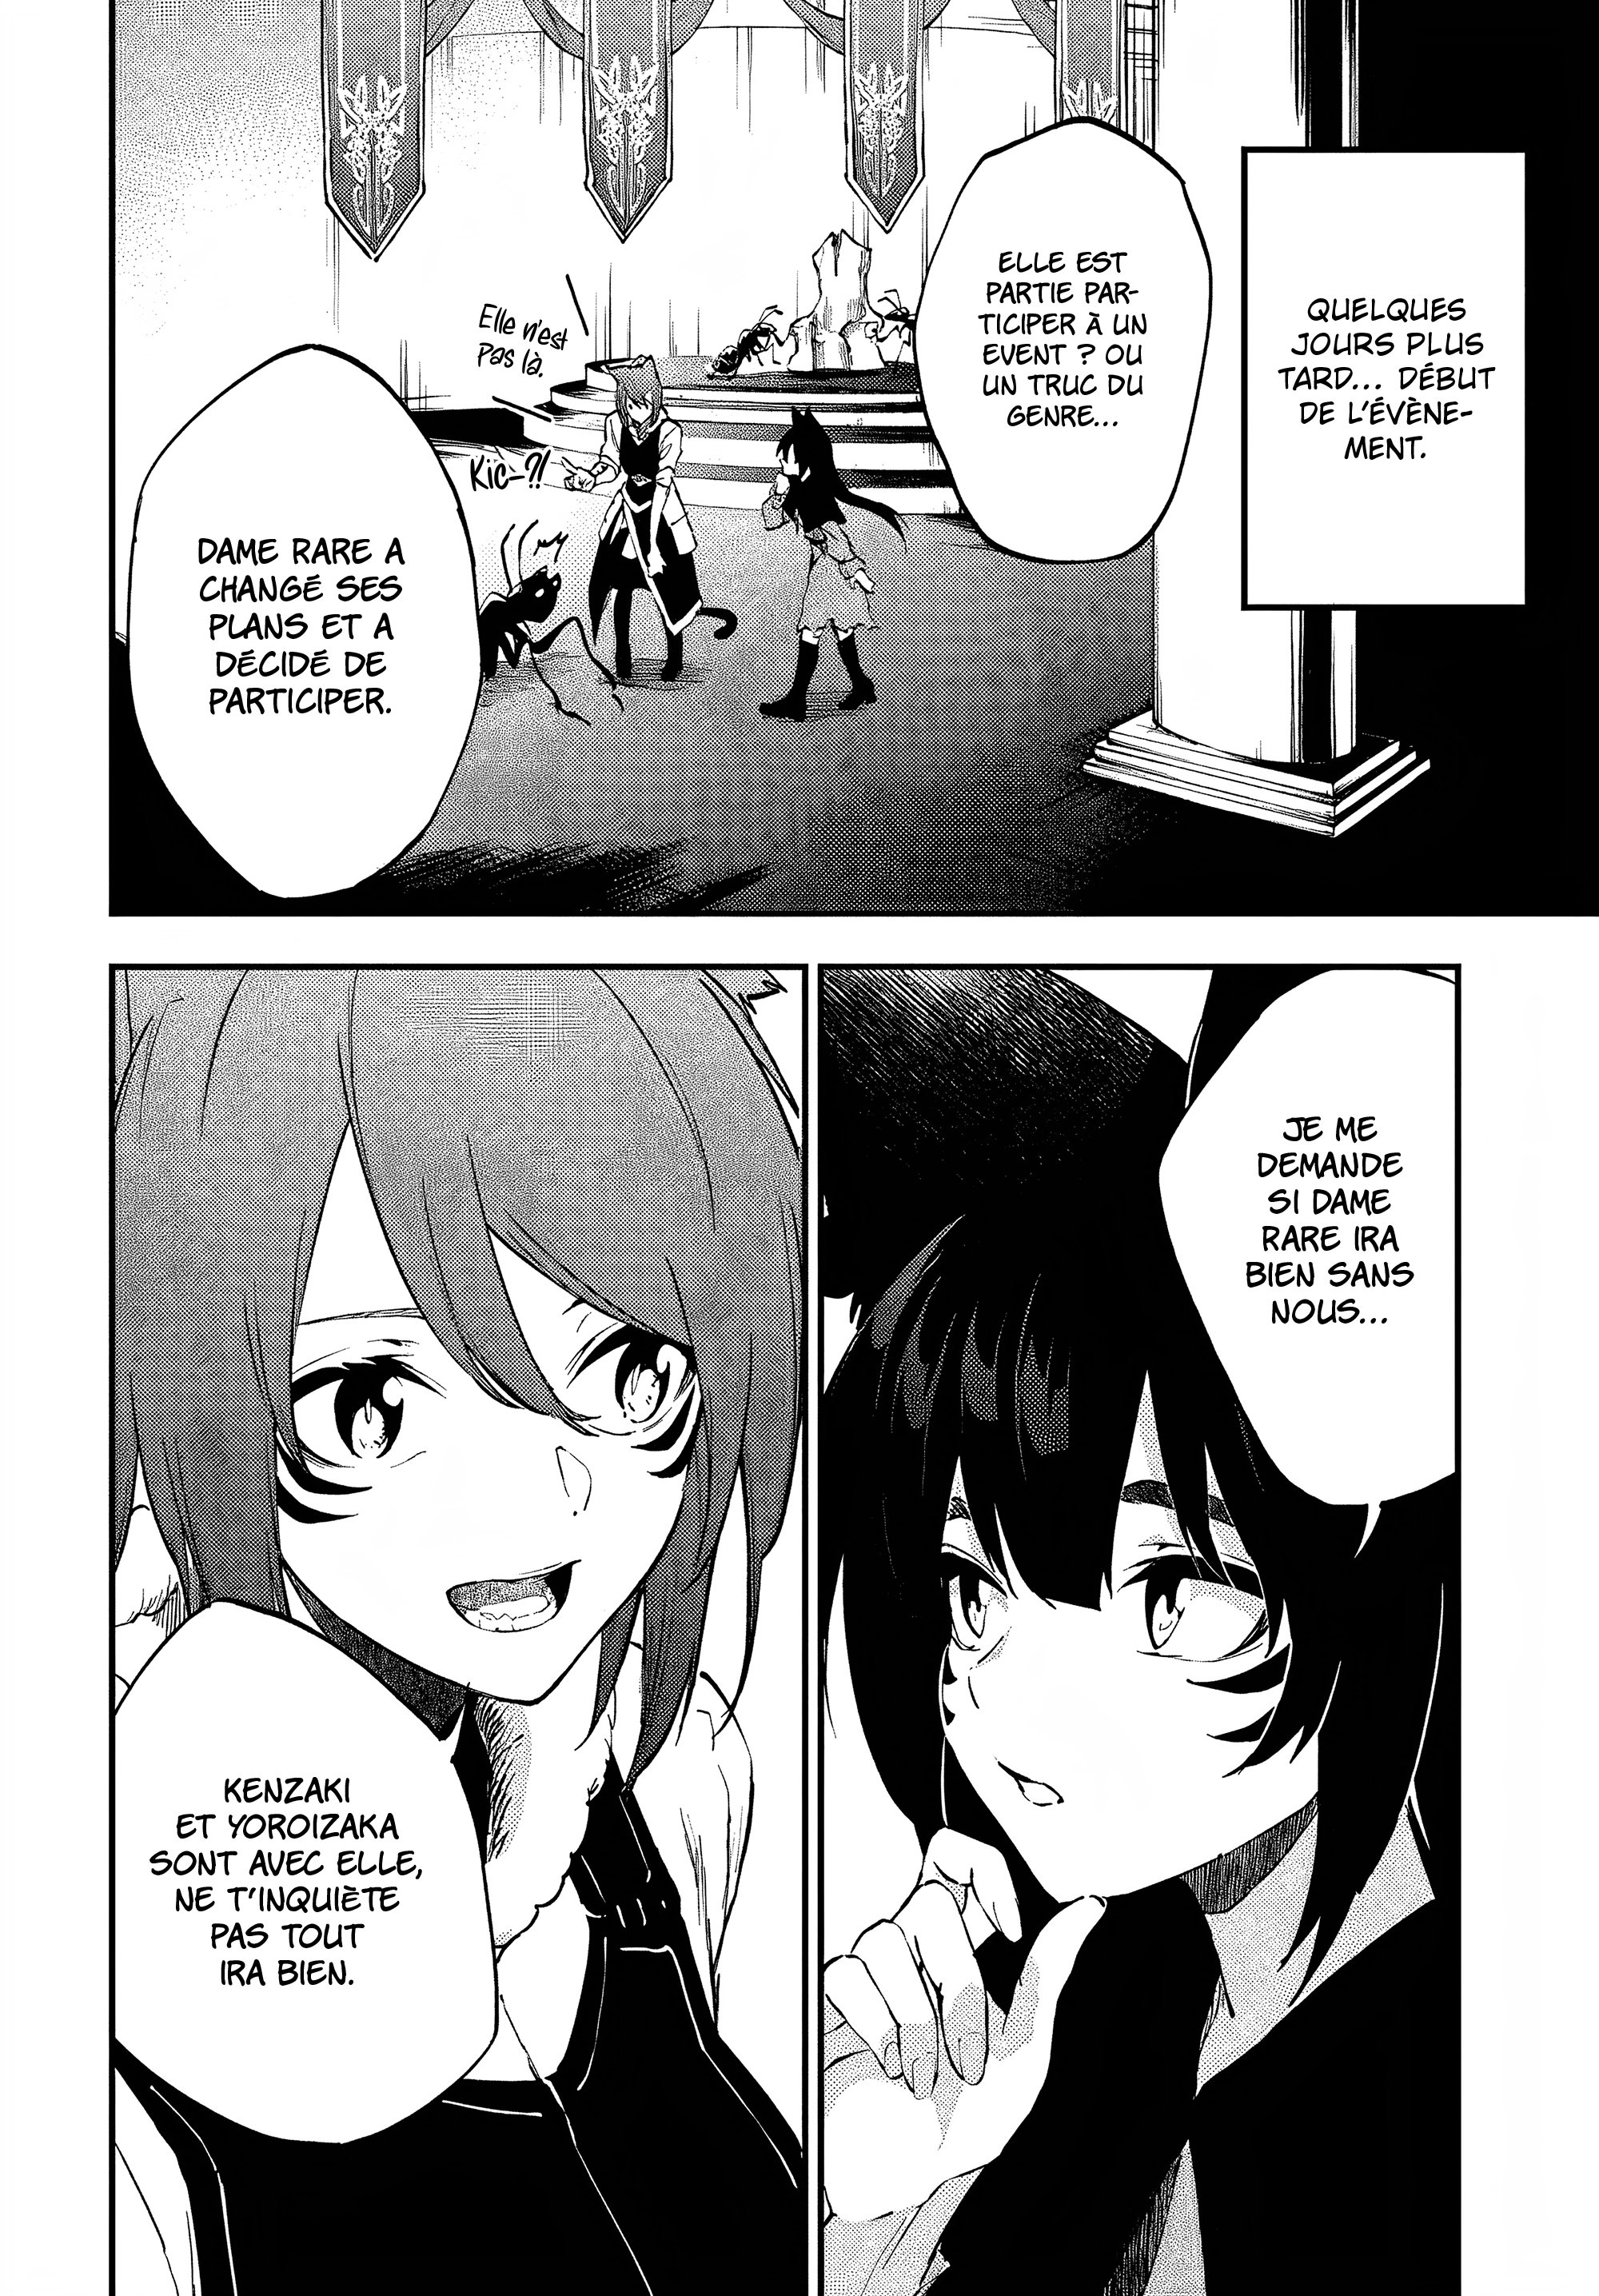 QUELQUES
JOURS PLUS
TARD... DÉBUT
DE L'ÉVÈNE-
MENT.
ELLE EST
PARTIE PAR-
TICIPER À UN
EVENT ? OU
UN TRUC DU
GENRE...
Elle n'est
pas là.
Kic-?!
DAME RARE A
CHANGÉ SES
PLANS ET A
DÉCIDÉ DE
PARTICIPER.
JE ME
DEMANDE
SI DAME
RARE IRA
BIEN SANS
NOUS...
KENZAKI
ET YOROIZAKA
SONT AVEC ELLE,
NE T'INQUIÈTE
PAS TOUT
IRA BIEN.